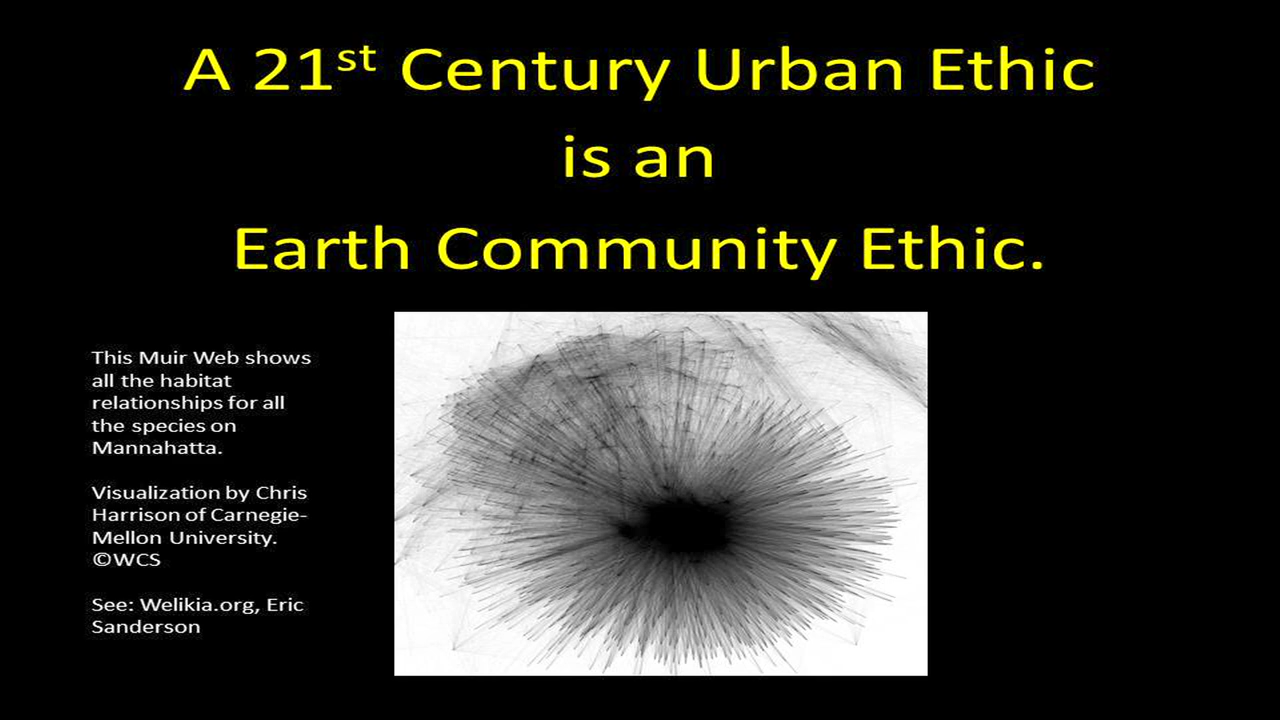 A 21st Century Urban Ethic
is an
Earth Community Ethic.
This Muir Web shows
all the habitat
relationships for all
the species on
Mannahatta.
Visualization by Chris
Harrison of Carnegie-
Mellon University.
©WCS
See: Welikia.org, Eric
Sanderson